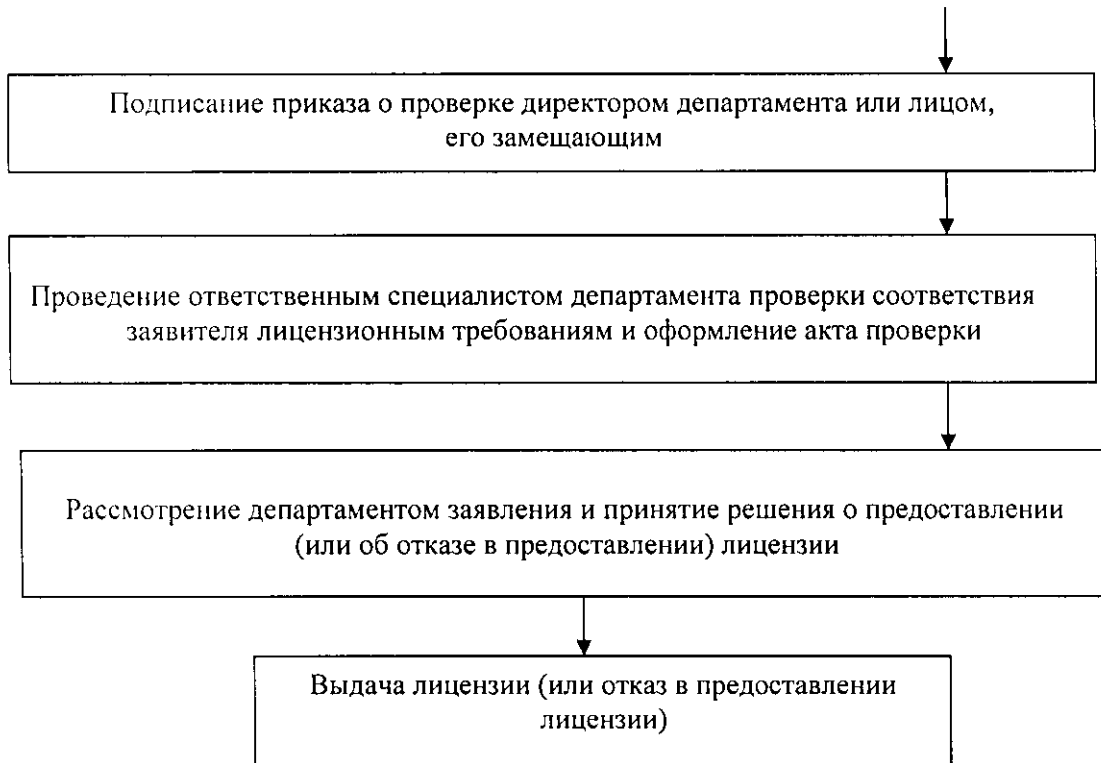 Подписание приказа о проверке директором департамента или лицом,
его замещающим
Проведение ответственным специалистом департамента проверки соответствия
заявителя лицензионным требованиям и оформление акта проверки
Рассмотрение департаментом заявления и принятие решения о предоставлении
(или об отказе в предоставлении) лицензии
Выдача лицензии (или отказ в предоставлении
лицензии)